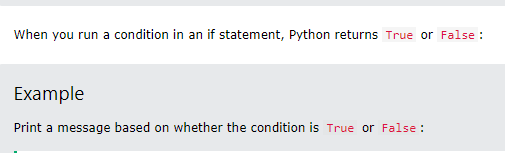 When you run a condition in an if statement, Python returns True or False:
Example
Print a message based on whether the condition is True or False: